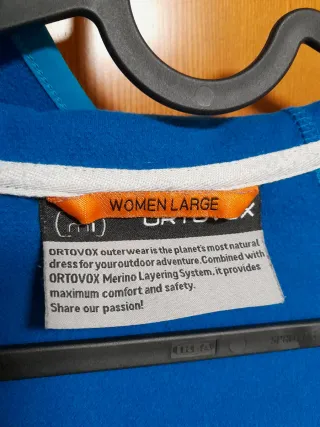 WOMEN LARGE
ORTOVOX
ORTOVOX outerwear is the planet's most natural
dress for your outdoor adventure. Combined with
ORTOVOX Merino Layering System, it provides
maximum comfort and safety.
Share our passion!